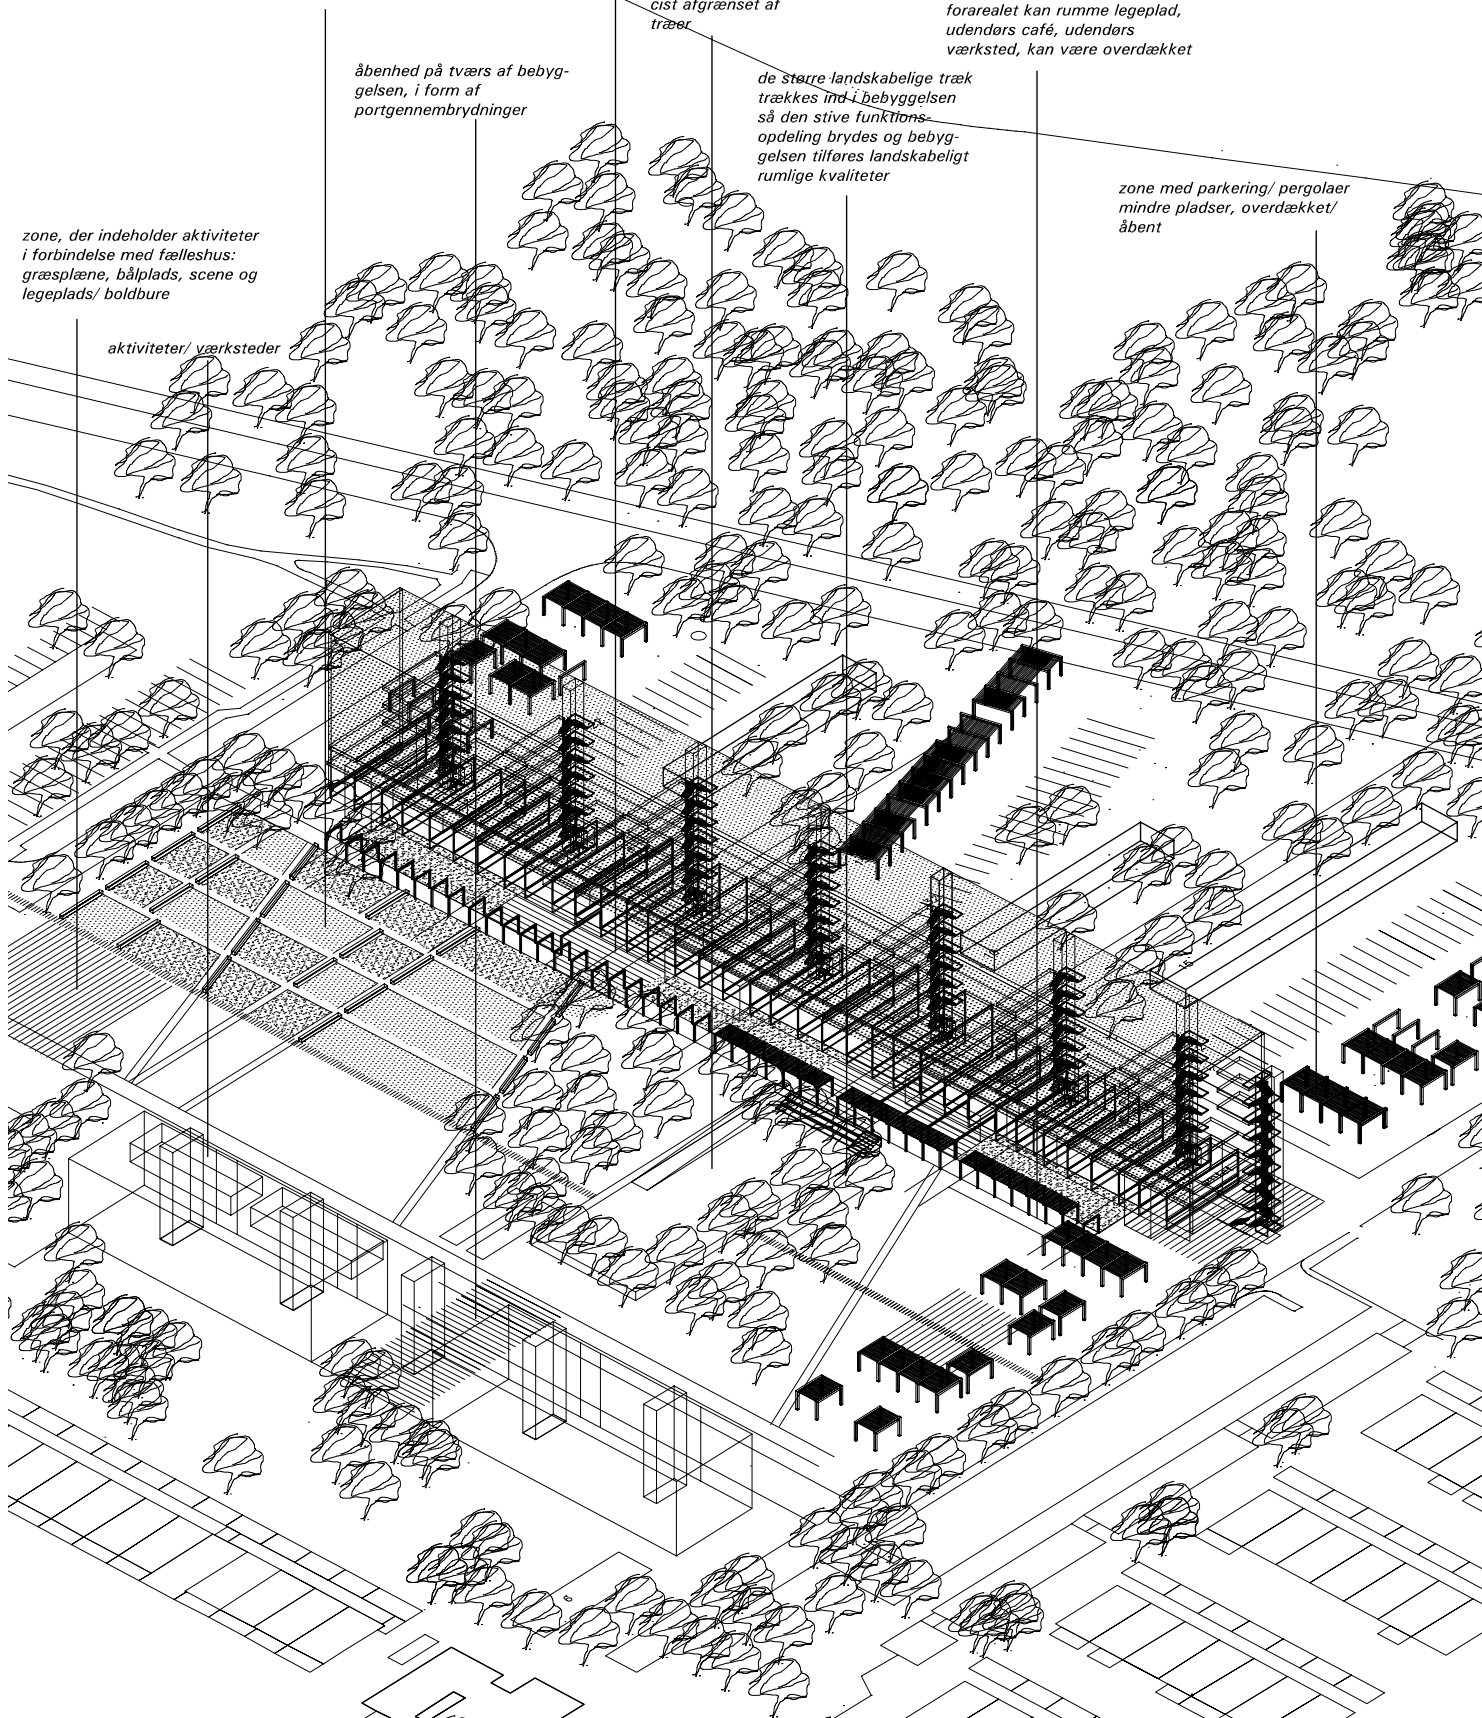 cist afgrænset af
træer
forarealet kan rumme legeplad,
udendørs café, udendørs
værksted, kan være overdækket
åbenhed på tværs af bebyg-
gelsen, i form af
portgennembrydninger
de større landskabelige træk
trækkes ind i bebyggelsen
så den stive funktions-
opdeling brydes og bebyg-
gelsen tilføres landskabeligt
rumlige kvaliteter
zone med parkering/ pergolaer
mindre pladser, overdækket/
åbent
zone, der indeholder aktiviteter
i forbindelse med fælleshus:
græsplæne, bålplads, scene og
legeplads/ boldbure
aktiviteter/ værksteder